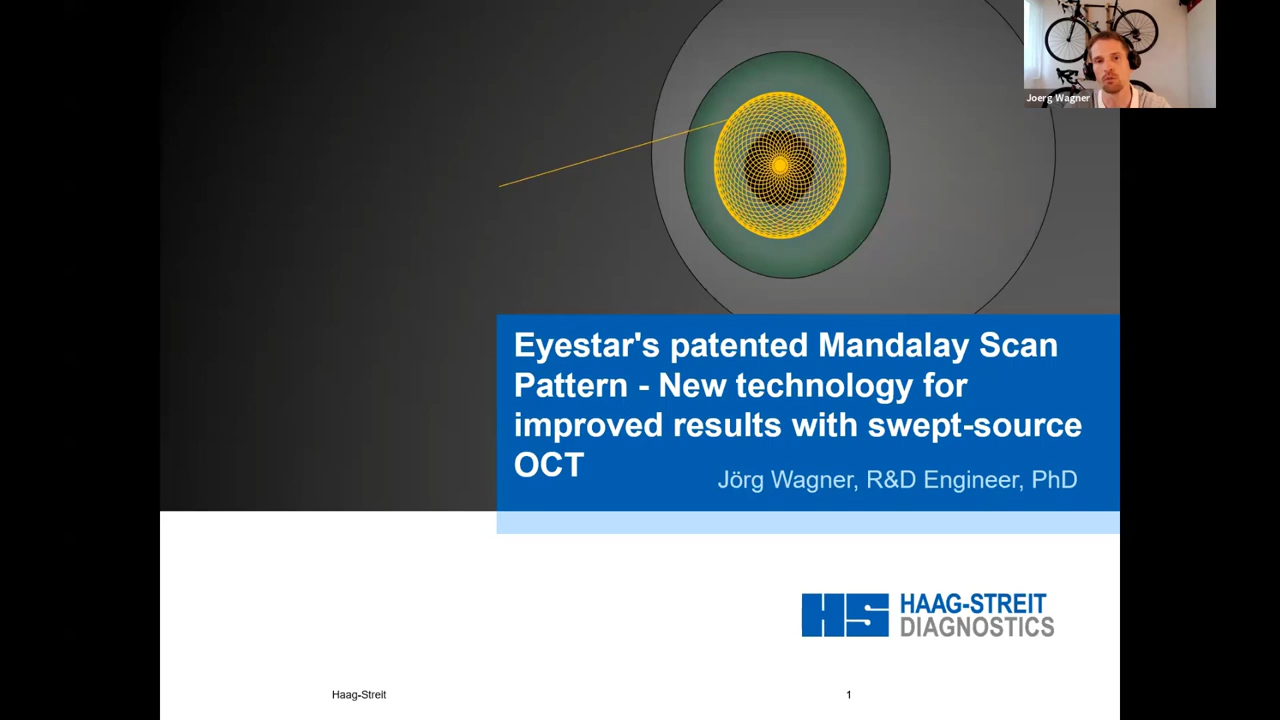 Joerg Wagner
Eyestar's patented Mandalay Scan
Pattern - New technology for
improved results with swept-source
OCT
Jörg Wagner, R&D Engineer, PhD
HS
HAAG-STREIT
DIAGNOSTICS
Haag-Streit
1